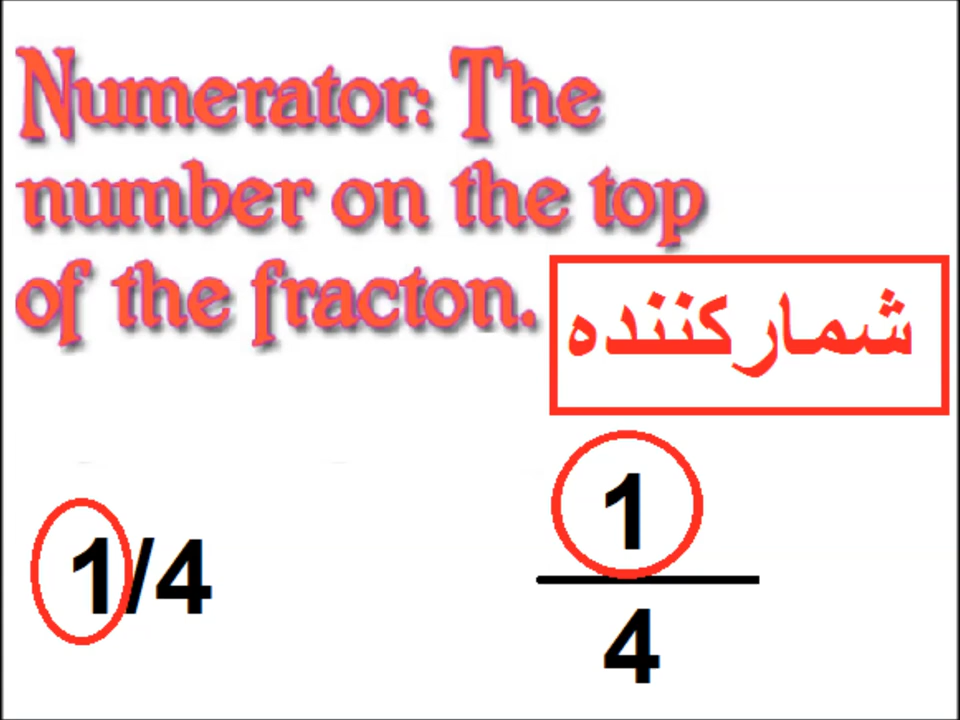 Numerator: The
number on the top
of the fracton.
شمارکننده
1/4
1
4